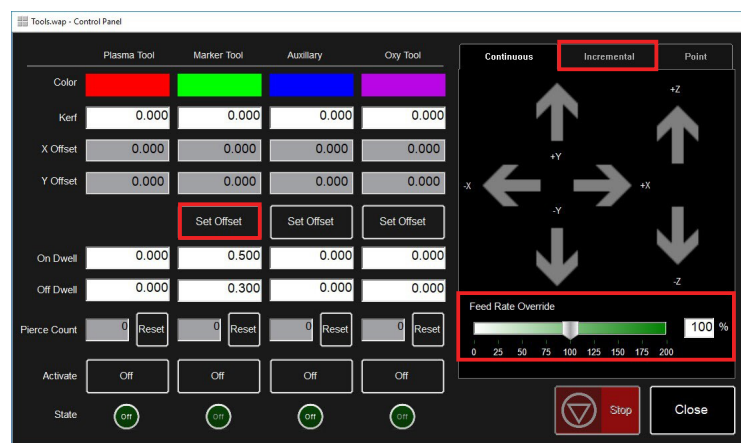 Tools.wap - Control Panel
Plasma Tool Marker Tool Auxillary Oxy Tool
Color
Kerf 0.000 0.000 0.000 0.000
X Offset 0.000 0.000 0.000 0.000
Y Offset 0.000 0.000 0.000 0.000
Set Offset Set Offset Set Offset
On Dwell 0.000 0.500 0.000 0.000
Off Dwell 0.000 0.300 0.000 0.000
Pierce Count 0 Reset 0 Reset 0 Reset 0 Reset
Activate Off Off Off Off
State Off Off Off Off
Continuous Incremental Point
+Z
+Y
-X +X
-Y
-Z
Feed Rate Override
100 %
0 25 50 75 100 125 150 175 200
Stop Close